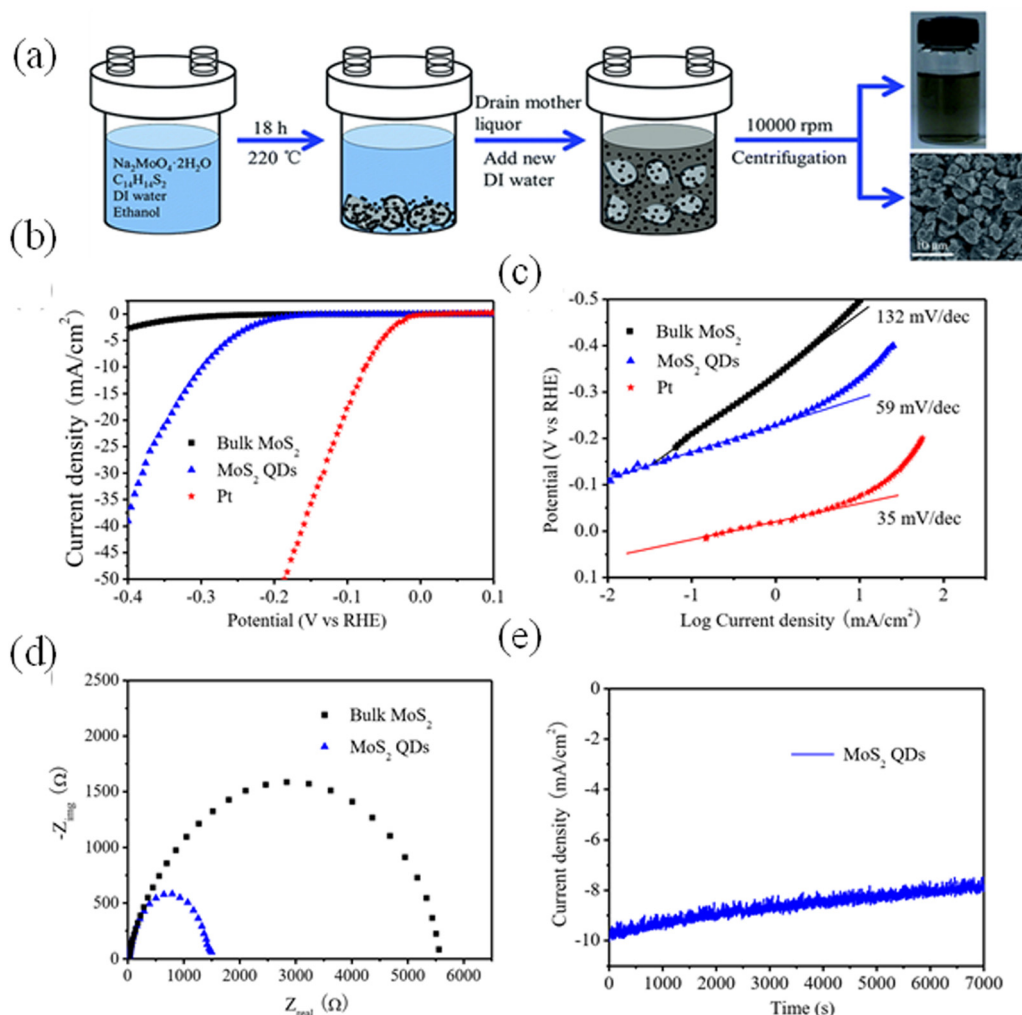 (a)
Na₂MoO₄·2H₂O
C₁₄H₁₄S₂
DI water
Ethanol
18 h
220 ℃
Drain mother
liquor
Add new
DI water
10000 rpm
Centrifugation
10 μm
(b)
Current density (mA/cm²)
0
-5
-10
-15
-20
-25
-30
-35
-40
-45
-50
Bulk MoS₂
MoS₂ QDs
Pt
-0.4
-0.3
-0.2
-0.1
0.0
0.1
Potential (V vs RHE)
(c)
Potential (V vs RHE)
-0.5
-0.4
-0.3
-0.2
-0.1
0.0
0.1
Bulk MoS₂
MoS₂ QDs
Pt
132 mV/dec
59 mV/dec
35 mV/dec
-2
-1
0
1
2
Log Current density (mA/cm²)
(d)
-Z_img (Ω)
2500
2000
1500
1000
500
0
Bulk MoS₂
MoS₂ QDs
0
1000
2000
3000
4000
5000
6000
Z_real (Ω)
(e)
Current density (mA/cm²)
0
-2
-4
-6
-8
-10
MoS₂ QDs
0
1000
2000
3000
4000
5000
6000
7000
Time (s)